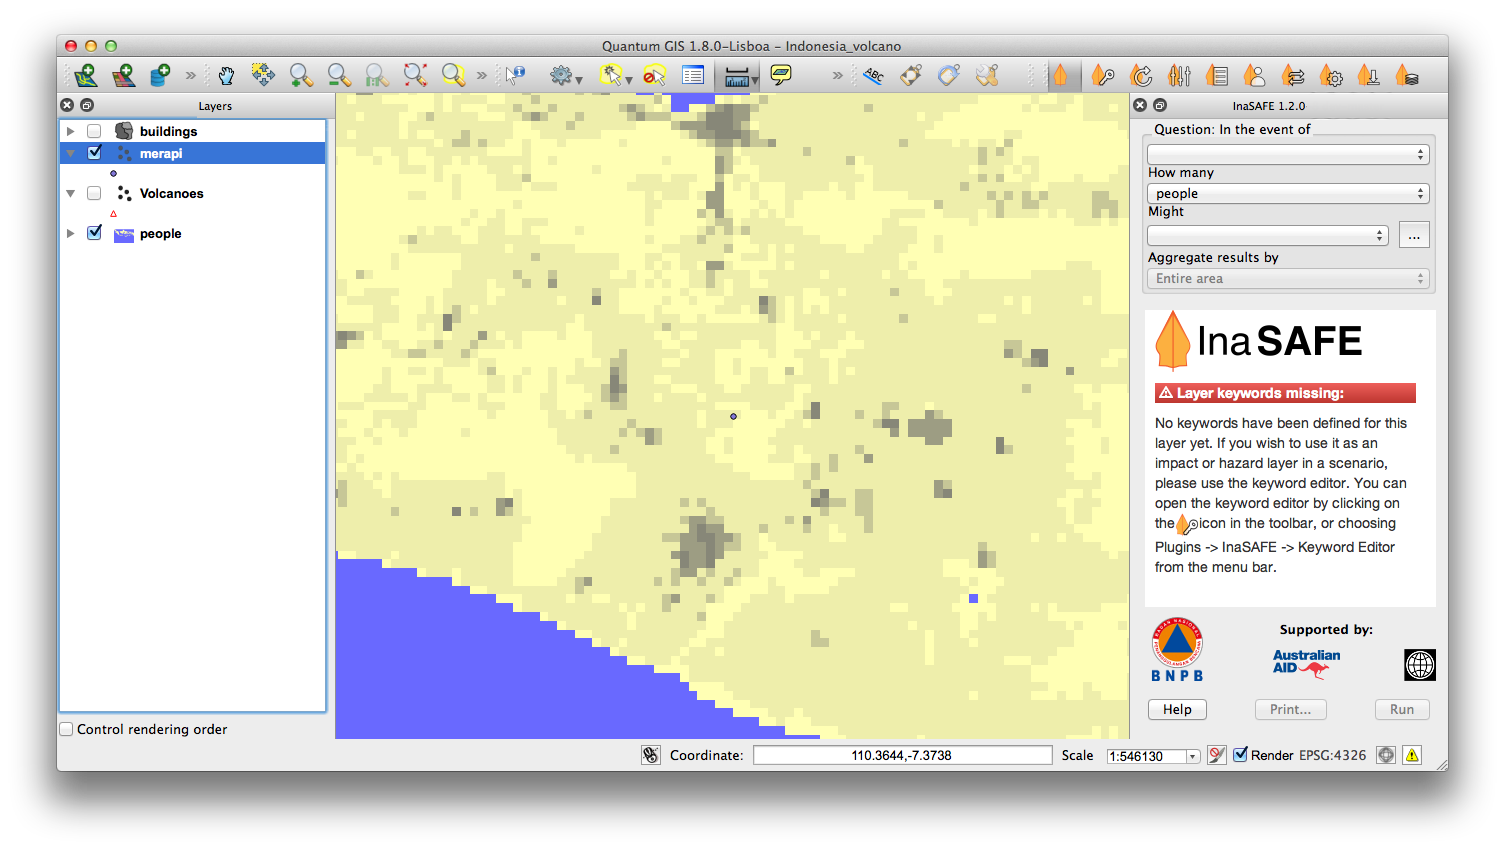 Quantum GIS 1.8.0-Lisboa - Indonesia_volcano
»
»
»
ABC
Layers
buildings
merapi
Volcanoes
people
Control rendering order
InaSAFE 1.2.0
Question: In the event of
How many
people
Might
...
Aggregate results by
Entire area
InaSAFE
Layer keywords missing:
No keywords have been defined for this
layer yet. If you wish to use it as an
impact or hazard layer in a scenario,
please use the keyword editor. You can
open the keyword editor by clicking on
the icon in the toolbar, or choosing
Plugins -> InaSAFE -> Keyword Editor
from the menu bar.
BNPB
Supported by:
Australian
AID
Help
Print...
Run
Coordinate:
110.3644,-7.3738
Scale
1:546130
Render
EPSG:4326